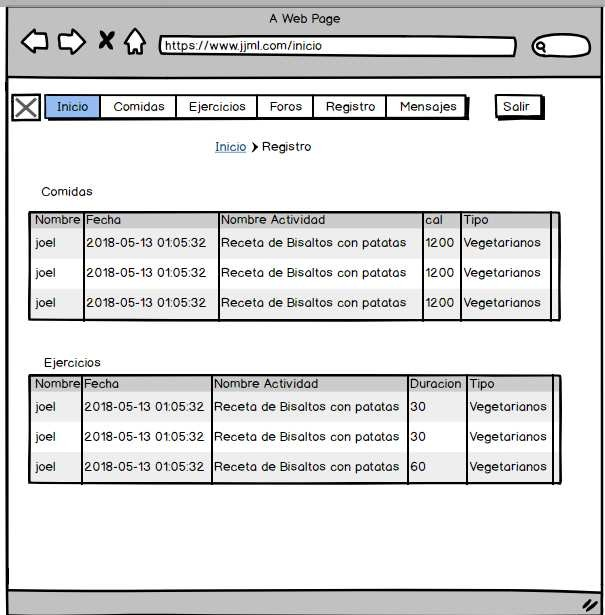 A Web Page
https://www.jjml.com/inicio
Inicio Comidas Ejercicios Foros Registro Mensajes Salir
Inicio > Registro
Comidas
Nombre Fecha Nombre Actividad cal Tipo
joel 2018-05-13 01:05:32 Receta de Bisaltos con patatas 1200 Vegetarianos
joel 2018-05-13 01:05:32 Receta de Bisaltos con patatas 1200 Vegetarianos
joel 2018-05-13 01:05:32 Receta de Bisaltos con patatas 1200 Vegetarianos
Ejercicios
Nombre Fecha Nombre Actividad Duracion Tipo
joel 2018-05-13 01:05:32 Receta de Bisaltos con patatas 30 Vegetarianos
joel 2018-05-13 01:05:32 Receta de Bisaltos con patatas 30 Vegetarianos
joel 2018-05-13 01:05:32 Receta de Bisaltos con patatas 60 Vegetarianos